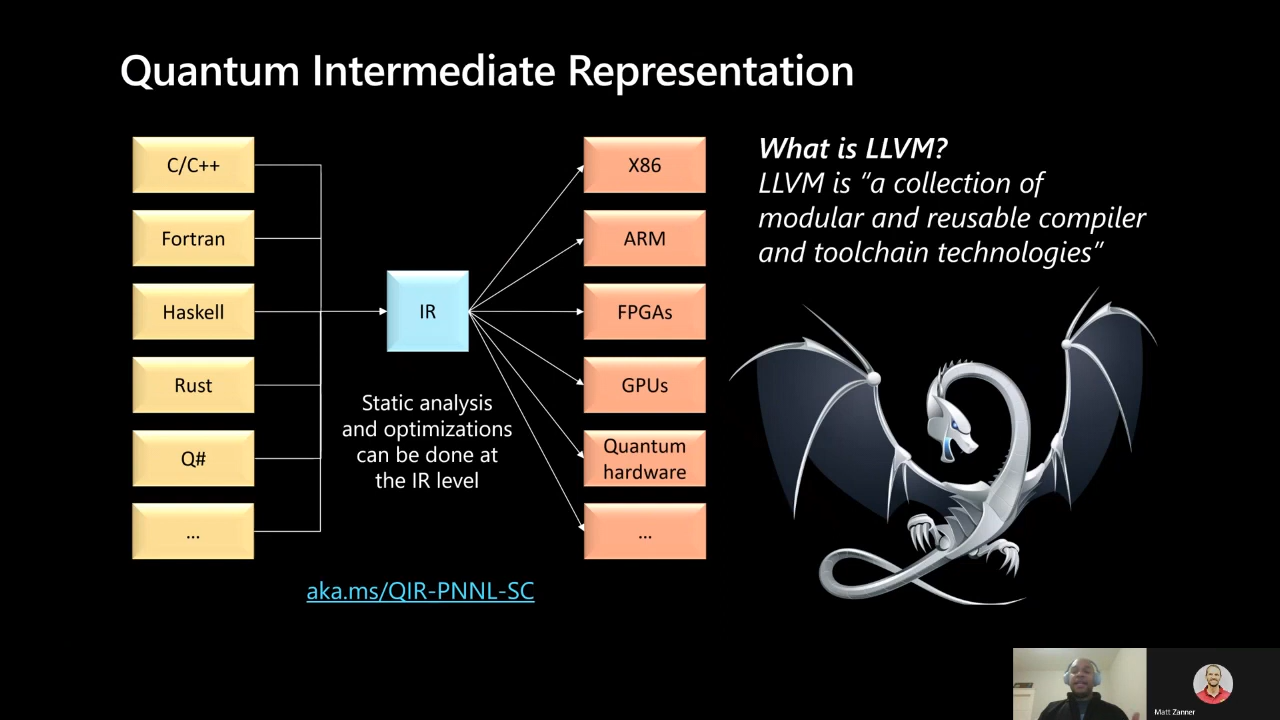 Quantum Intermediate Representation
C/C++
Fortran
Haskell
Rust
Q#
...
IR
Static analysis
and optimizations
can be done at
the IR level
X86
ARM
FPGAs
GPUs
Quantum
hardware
...
What is LLVM?
LLVM is “a collection of
modular and reusable compiler
and toolchain technologies”
aka.ms/QIR-PNNL-SC
Matt Zanner